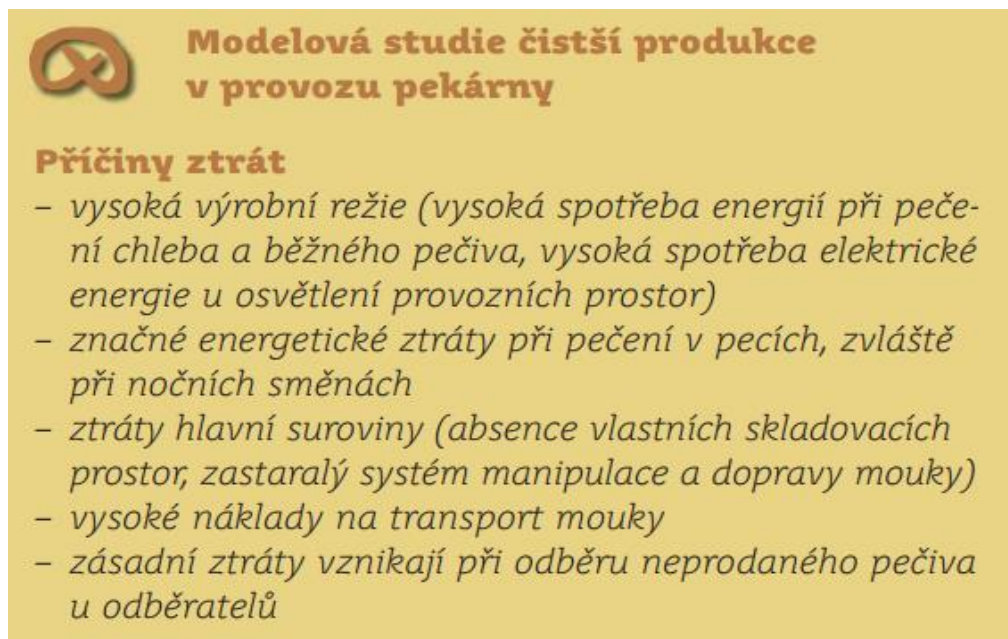 Modelová studie čistší produkce
v provozu pekárny
Příčiny ztrát
– vysoká výrobní režie (vysoká spotřeba energií při peče-
ní chleba a běžného pečiva, vysoká spotřeba elektrické
energie u osvětlení provozních prostor)
– značné energetické ztráty při pečení v pecích, zvláště
při nočních směnách
– ztráty hlavní suroviny (absence vlastních skladovacích
prostor, zastaralý systém manipulace a dopravy mouky)
– vysoké náklady na transport mouky
– zásadní ztráty vznikají při odběru neprodaného pečiva
u odběratelů